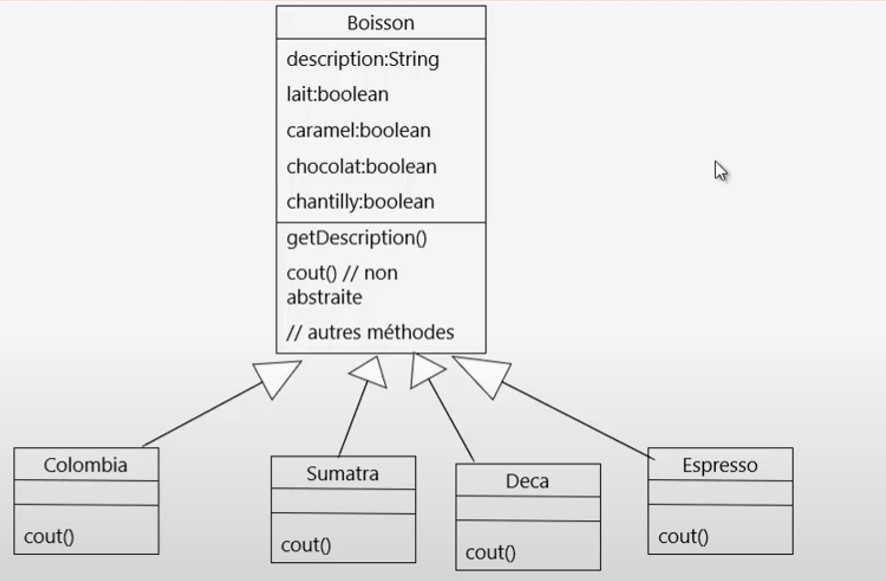 Boisson
description:String
lait:boolean
caramel:boolean
chocolat:boolean
chantilly:boolean
getDescription()
cout() // non
abstraite
// autres méthodes
Colombia
cout()
Sumatra
cout()
Deca
cout()
Espresso
cout()